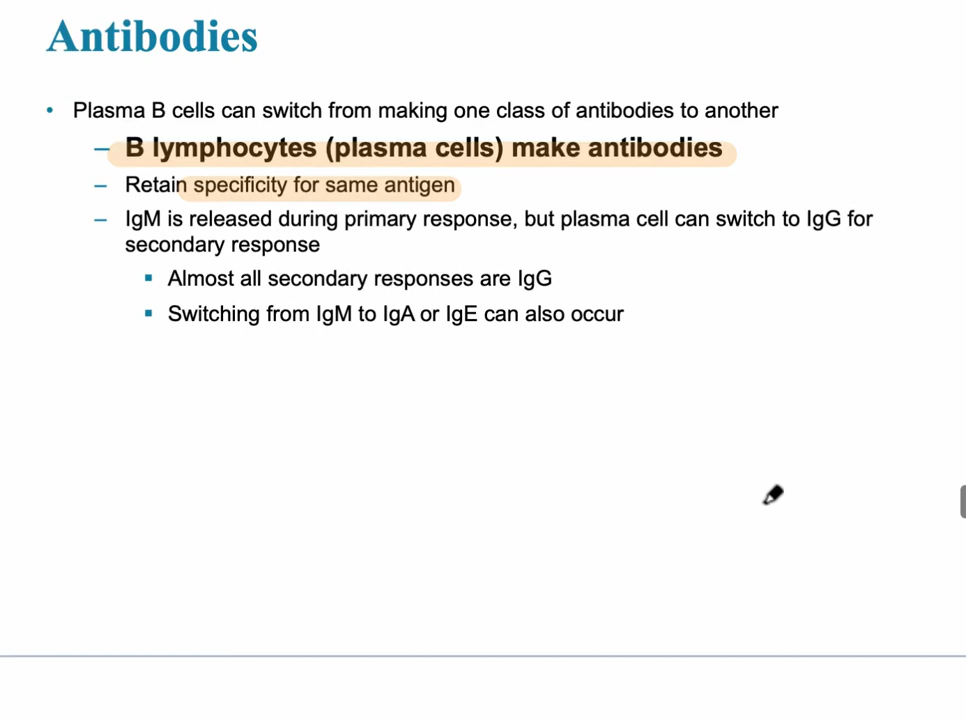 Antibodies
• Plasma B cells can switch from making one class of antibodies to another
– B lymphocytes (plasma cells) make antibodies
– Retain specificity for same antigen
– IgM is released during primary response, but plasma cell can switch to IgG for
secondary response
▪ Almost all secondary responses are IgG
▪ Switching from IgM to IgA or IgE can also occur